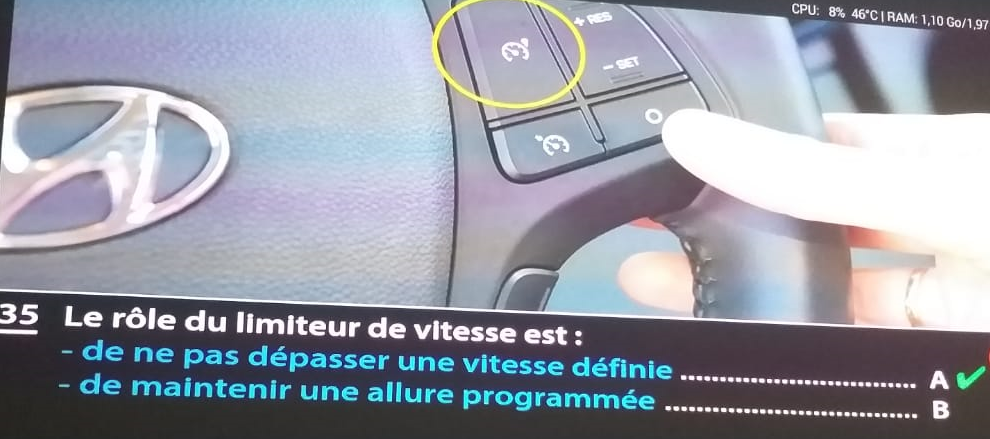 CPU: 8% 46°C | RAM: 1,10 Go/1,97
+ RES
- SET
35 Le rôle du limiteur de vitesse est :
- de ne pas dépasser une vitesse définie ........................................ A
- de maintenir une allure programmée ........................................ B